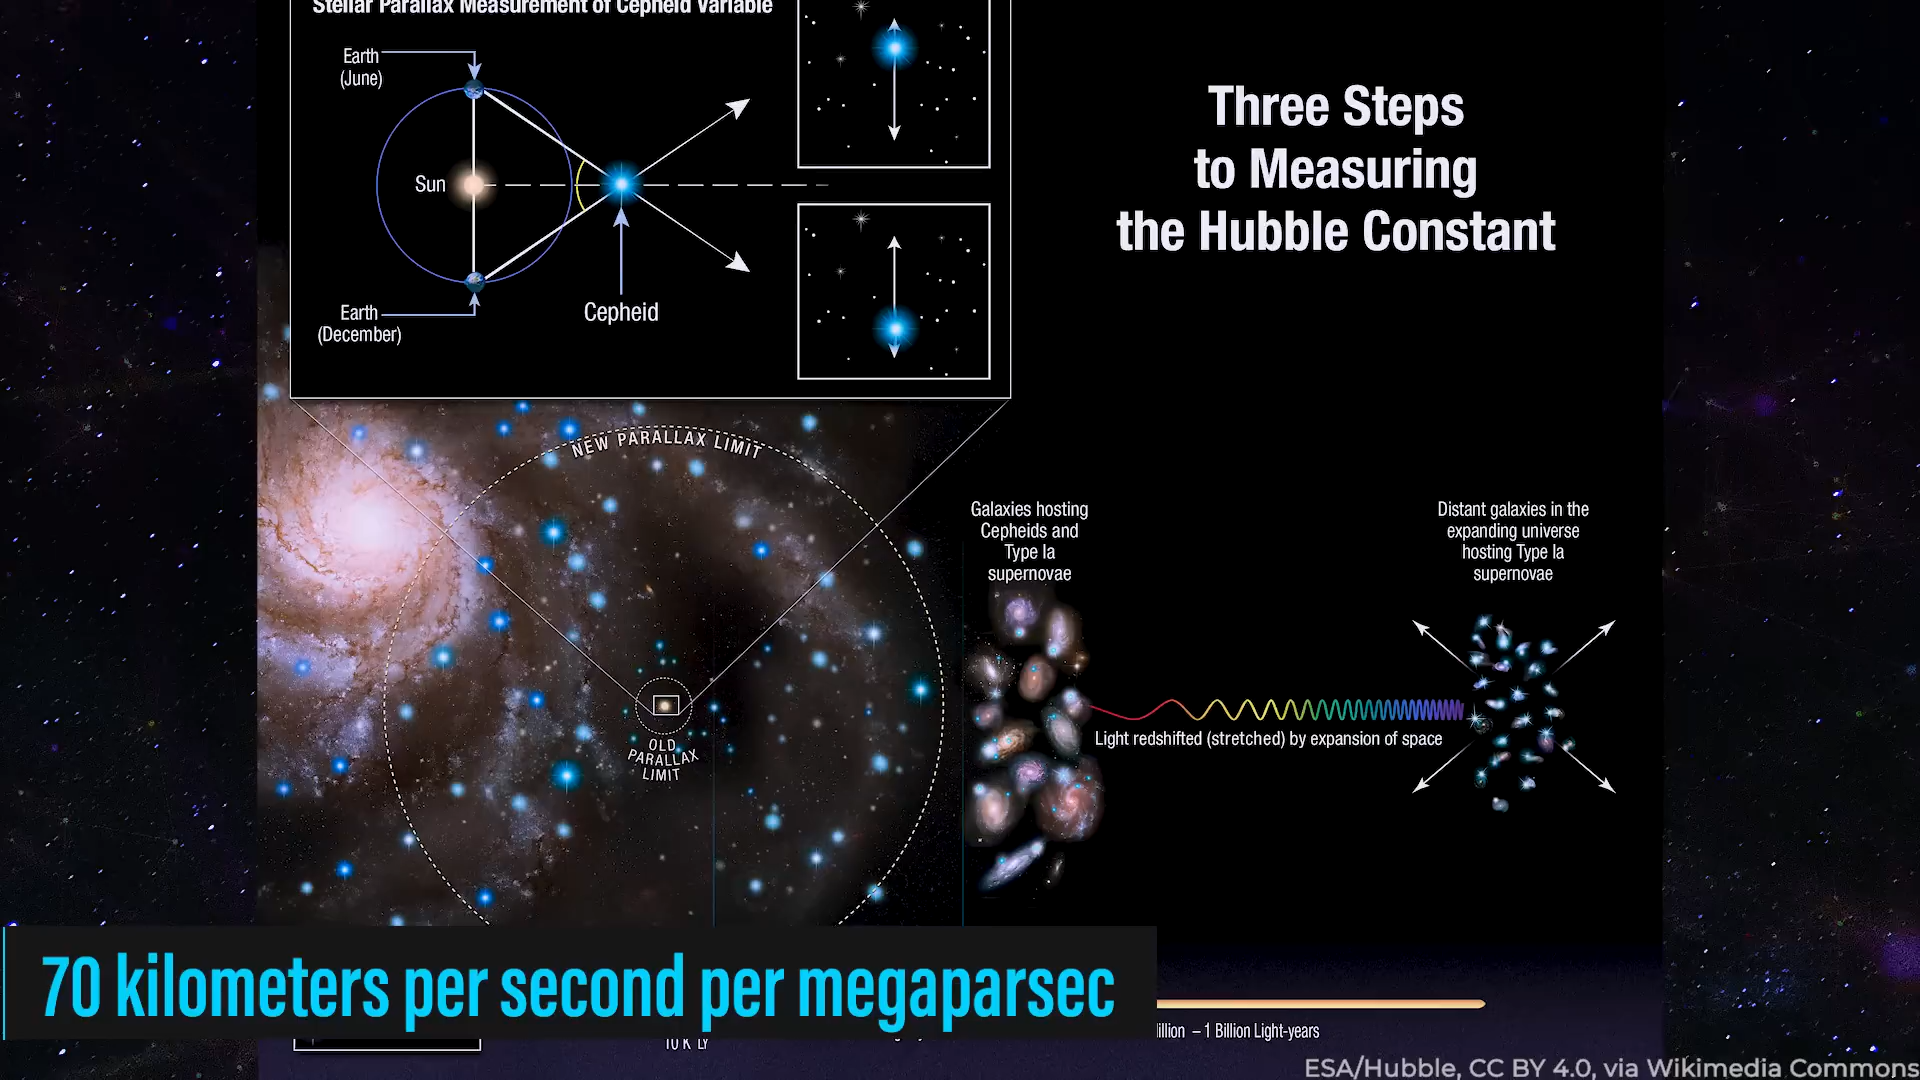 Stellar Parallax Measurement of Cepheid Variable
Earth
(June)
Sun
Earth
(December)
Cepheid
Three Steps
to Measuring
the Hubble Constant
NEW PARALLAX LIMIT
OLD
PARALLAX
LIMIT
Galaxies hosting
Cepheids and
Type Ia
supernovae
Distant galaxies in the
expanding universe
hosting Type Ia
supernovae
Light redshifted (stretched) by expansion of space
70 kilometers per second per megaparsec
– 1 Billion Light-years
10 K LY
ESA/Hubble, CC BY 4.0, via Wikimedia Commons